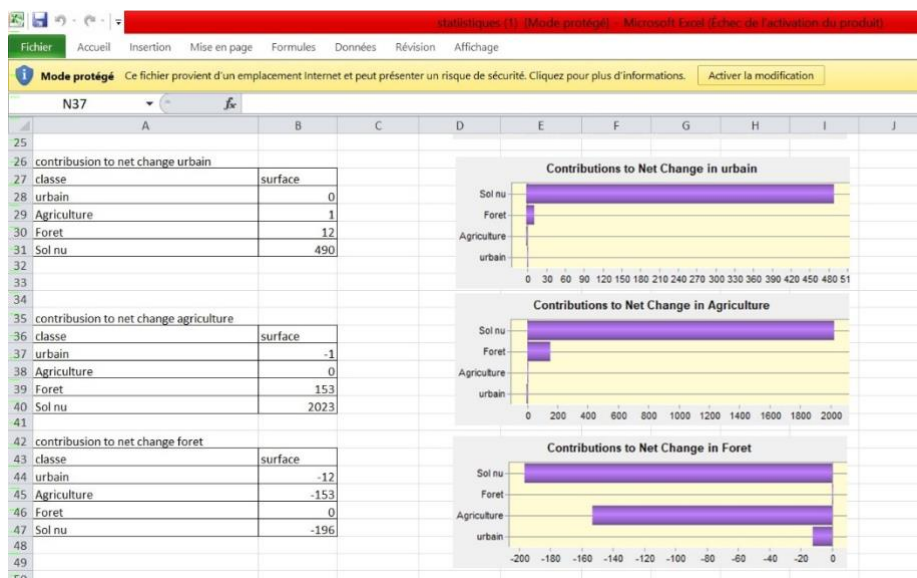 statiistiques (1) [Mode protégé] - Microsoft Excel (Échec de l'activation du produit)
Fichier Accueil Insertion Mise en page Formules Données Révision Affichage
Mode protégé Ce fichier provient d'un emplacement Internet et peut présenter un risque de sécurité. Cliquez pour plus d'informations. Activer la modification
N37 fx
A B C D E F G H I J
25
26 contribusion to net change urbain
27 classe surface
28 urbain 0
29 Agriculture 1
30 Foret 12
31 Sol nu 490
32
33
34
35 contribusion to net change agriculture
36 classe surface
37 urbain -1
38 Agriculture 0
39 Foret 153
40 Sol nu 2023
41
42 contribusion to net change foret
43 classe surface
44 urbain -12
45 Agriculture -153
46 Foret 0
47 Sol nu -196
48
49
50
Contributions to Net Change in urbain
Sol nu
Foret
Agriculture
urbain
0 30 60 90 120 150 180 210 240 270 300 330 360 390 420 450 480 51
Contributions to Net Change in Agriculture
Sol nu
Foret
Agriculture
urbain
0 200 400 600 800 1000 1200 1400 1600 1800 2000
Contributions to Net Change in Foret
Sol nu
Foret
Agriculture
urbain
-200 -180 -160 -140 -120 -100 -80 -60 -40 -20 0